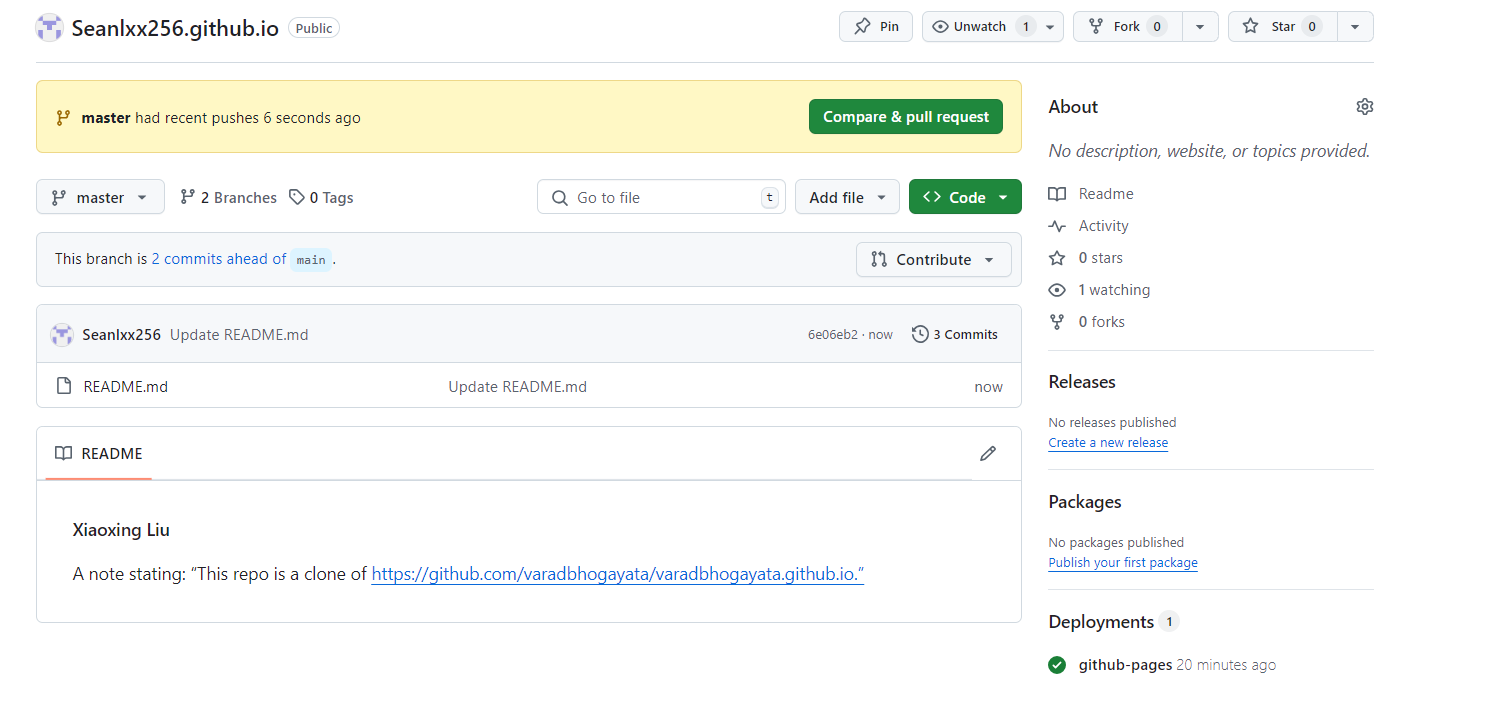 Seanlxx256.github.io Public Pin Unwatch 1 Fork 0 Star 0
master had recent pushes 6 seconds ago Compare & pull request
master 2 Branches 0 Tags Go to file t Add file <> Code
This branch is 2 commits ahead of main .
Contribute
Seanlxx256 Update README.md 6e06eb2 · now 3 Commits
README.md Update README.md now
README
Xiaoxing Liu
A note stating: “This repo is a clone of https://github.com/varadbhogayata/varadbhogayata.github.io.“
About
No description, website, or topics provided.
Readme
Activity
0 stars
1 watching
0 forks
Releases
No releases published
Create a new release
Packages
No packages published
Publish your first package
Deployments 1
github-pages 20 minutes ago